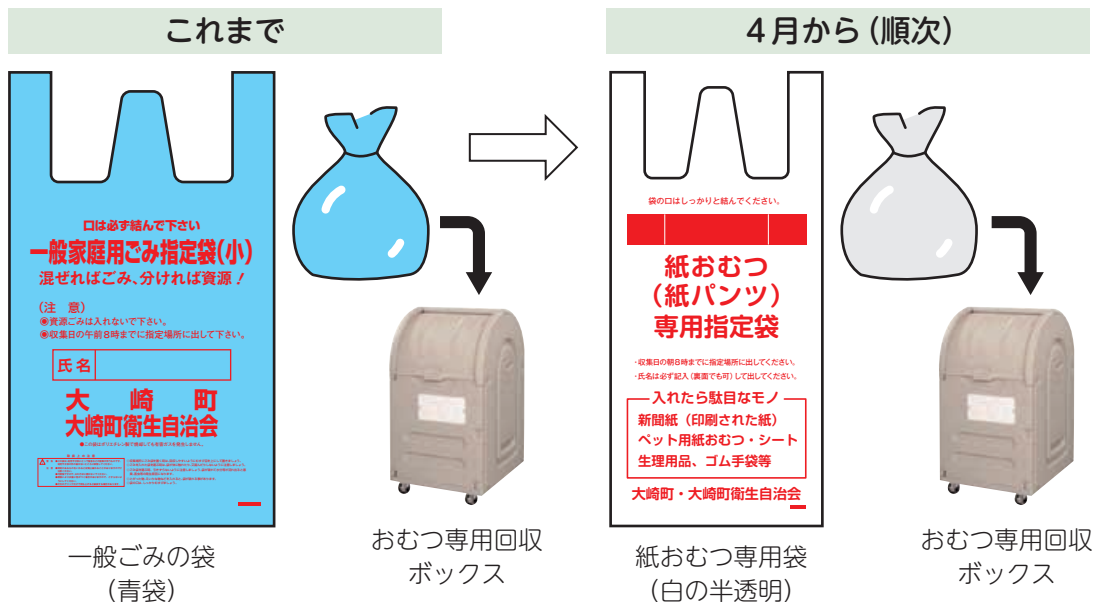 これまで
口は必ず結んで下さい
一般家庭用ごみ指定袋(小)
混ぜればごみ、分ければ資源！
(注　意)
◉資源ごみは入れないで下さい。
◉収集日の午前8時までに指定場所に出して下さい。
氏名
大　崎　町
大崎町衛生自治会
一般ごみの袋
(青袋)
おむつ専用回収
ボックス
4月から(順次)
袋の口はしっかりと結んでください。
紙おむつ
(紙パンツ)
専用指定袋
・収集日の朝8時までに指定場所に出してください。
・氏名は必ず記入(裏面でも可)して出してください。
入れたら駄目なモノ
新聞紙(印刷された紙)
ペット用紙おむつ・シート
生理用品、ゴム手袋等
大崎町・大崎町衛生自治会
紙おむつ専用袋
(白の半透明)
おむつ専用回収
ボックス